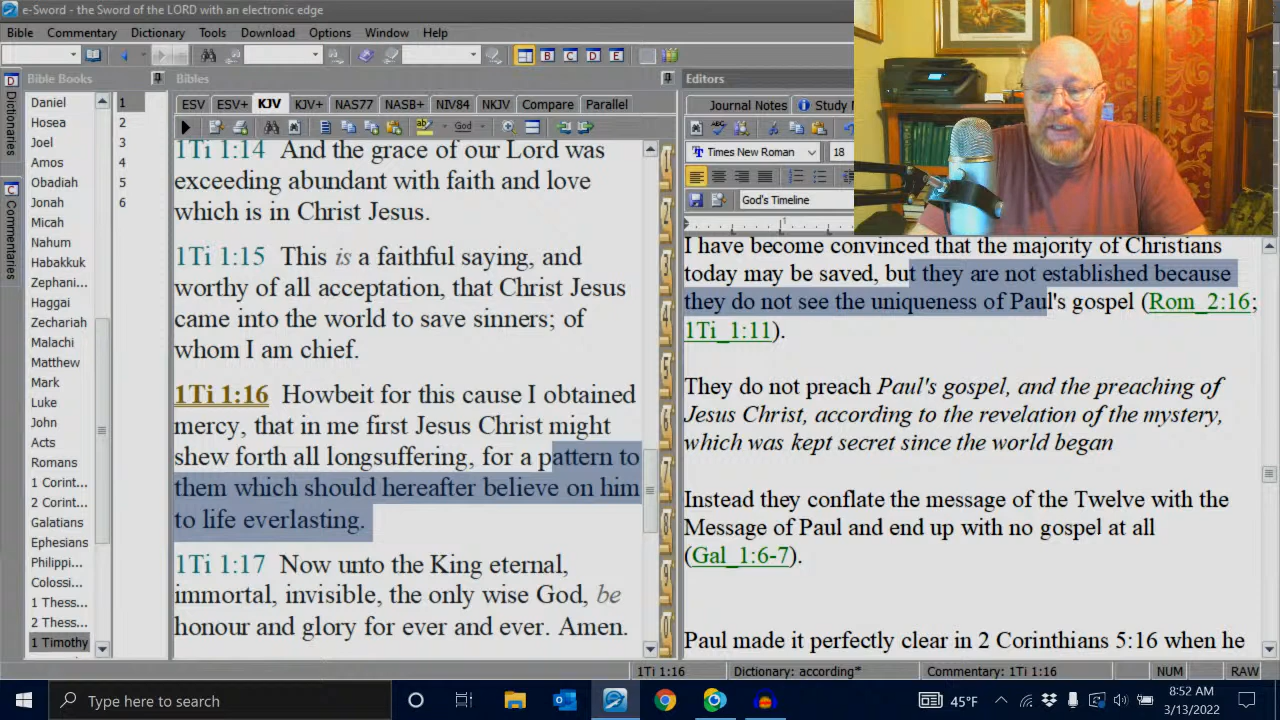 e-Sword - the Sword of the LORD with an electronic edge
Bible Commentary Dictionary Tools Download Options Window Help
B C D E
Bible Books
Bibles
Editors
Dictionaries
Commentaries
ESV ESV+ KJV KJV+ NAS77 NASB+ NIV84 NKJV Compare Parallel
Journal Notes
Study
Times New Roman 18
God's Timeline
Daniel
Hosea
Joel
Amos
Obadiah
Jonah
Micah
Nahum
Habakkuk
Zephani...
Haggai
Zechariah
Malachi
Matthew
Mark
Luke
John
Acts
Romans
1 Corint...
2 Corint...
Galatians
Ephesians
Philippi...
Colossi...
1 Thess...
2 Thess...
1 Timothy
1
2
3
4
5
6
1Ti 1:14 And the grace of our Lord was
exceeding abundant with faith and love
which is in Christ Jesus.
1Ti 1:15 This is a faithful saying, and
worthy of all acceptation, that Christ Jesus
came into the world to save sinners; of
whom I am chief.
1Ti 1:16 Howbeit for this cause I obtained
mercy, that in me first Jesus Christ might
shew forth all longsuffering, for a pattern to
them which should hereafter believe on him
to life everlasting.
1Ti 1:17 Now unto the King eternal,
immortal, invisible, the only wise God, be
honour and glory for ever and ever. Amen.
I have become convinced that the majority of Christians
today may be saved, but they are not established because
they do not see the uniqueness of Paul's gospel (Rom_2:16;
1Ti_1:11).
They do not preach Paul's gospel, and the preaching of
Jesus Christ, according to the revelation of the mystery,
which was kept secret since the world began
Instead they conflate the message of the Twelve with the
Message of Paul and end up with no gospel at all
(Gal_1:6-7).
Paul made it perfectly clear in 2 Corinthians 5:16 when he
1Ti 1:16 Dictionary: according* Commentary: 1Ti 1:16 NUM RAW
Type here to search
45°F
8:52 AM
3/13/2022